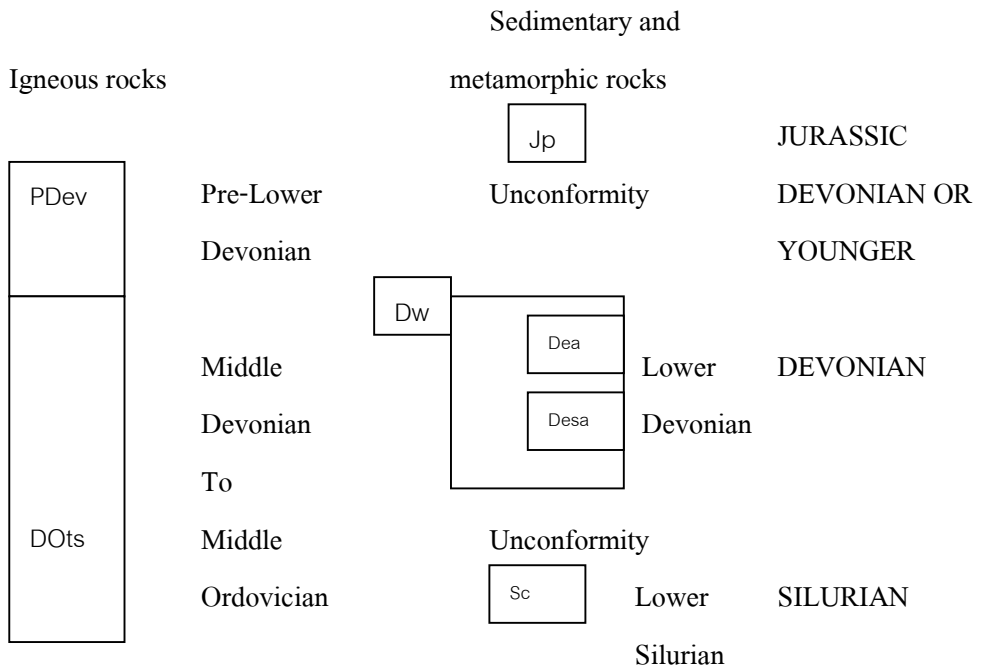 Sedimentary and
Igneous rocks metamorphic rocks
Jp JURASSIC
PDev Pre-Lower Unconformity DEVONIAN OR
Devonian YOUNGER
Dw
Dea
Middle Lower DEVONIAN
Devonian Desa Devonian
To
DOts Middle Unconformity
Ordovician Sc Lower SILURIAN
Silurian